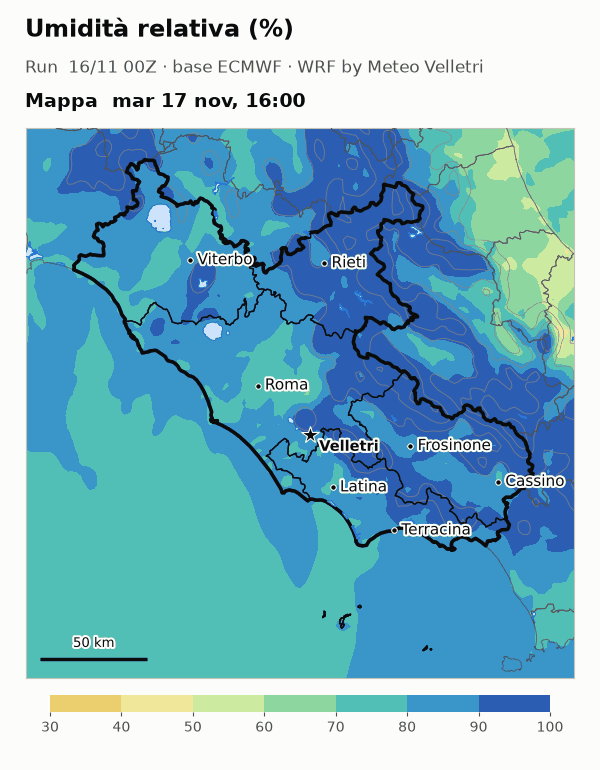 Umidità relativa (%)
Run  16/11 00Z · base ECMWF · WRF by Meteo Velletri
Mappa  mar 17 nov, 16:00
Viterbo
Rieti
Roma
Velletri
Frosinone
Cassino
Latina
Terracina
50 km
30 40 50 60 70 80 90 100